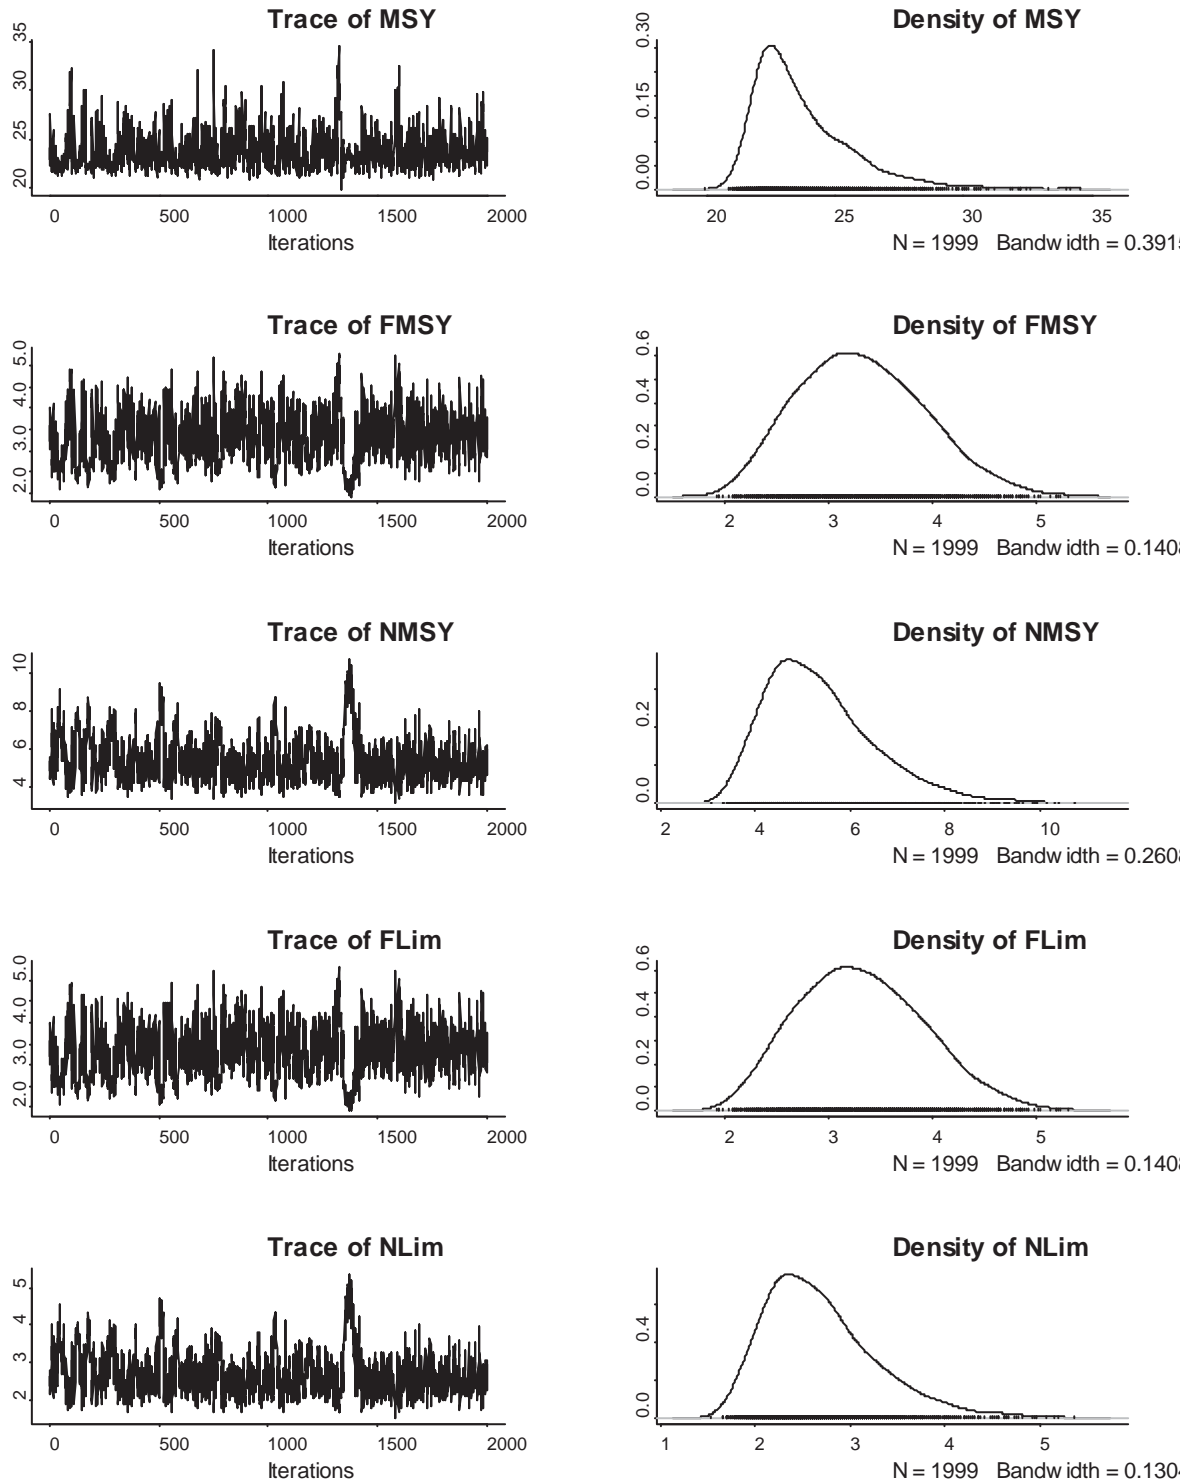 Trace of MSY
35
30
25
20
0 500 1000 1500 2000
Iterations
Density of MSY
0.30
0.15
0.00
20 25 30 35
N = 1999 Bandwidth = 0.3915
Trace of FMSY
5.0
4.0
3.0
2.0
0 500 1000 1500 2000
Iterations
Density of FMSY
0.6
0.4
0.2
0.0
2 3 4 5
N = 1999 Bandwidth = 0.1408
Trace of NMSY
10
8
6
4
0 500 1000 1500 2000
Iterations
Density of NMSY
0.2
0.0
2 4 6 8 10
N = 1999 Bandwidth = 0.2608
Trace of FLim
5.0
4.0
3.0
2.0
0 500 1000 1500 2000
Iterations
Density of FLim
0.6
0.4
0.2
0.0
2 3 4 5
N = 1999 Bandwidth = 0.1408
Trace of NLim
5
4
3
2
0 500 1000 1500 2000
Iterations
Density of NLim
0.4
0.0
1 2 3 4 5
N = 1999 Bandwidth = 0.1304